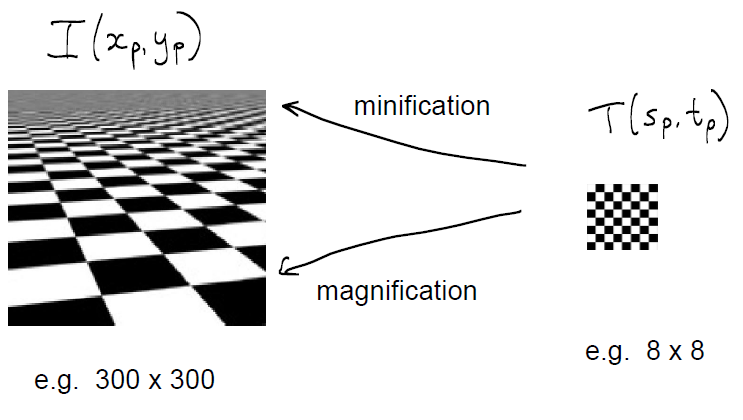 I(xp, yp)
minification
T(sp, tp)
magnification
e.g. 8 x 8
e.g. 300 x 300